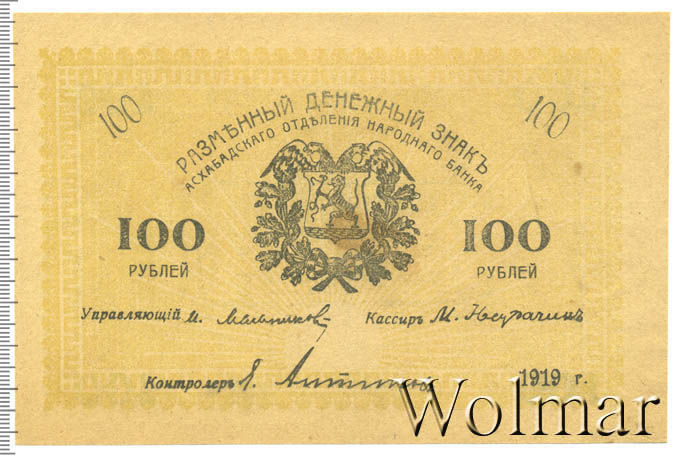 100 100
РАЗМѢННЫЙ ДЕНЕЖНЫЙ ЗНАКЪ
АСХАБАДСКАГО ОТДѢЛЕНІЯ НАРОДНАГО БАНКА
100 100
РУБЛЕЙ РУБЛЕЙ
Управляющій И. Кассиръ М.
Контролеръ 1919 г.
Wolmar